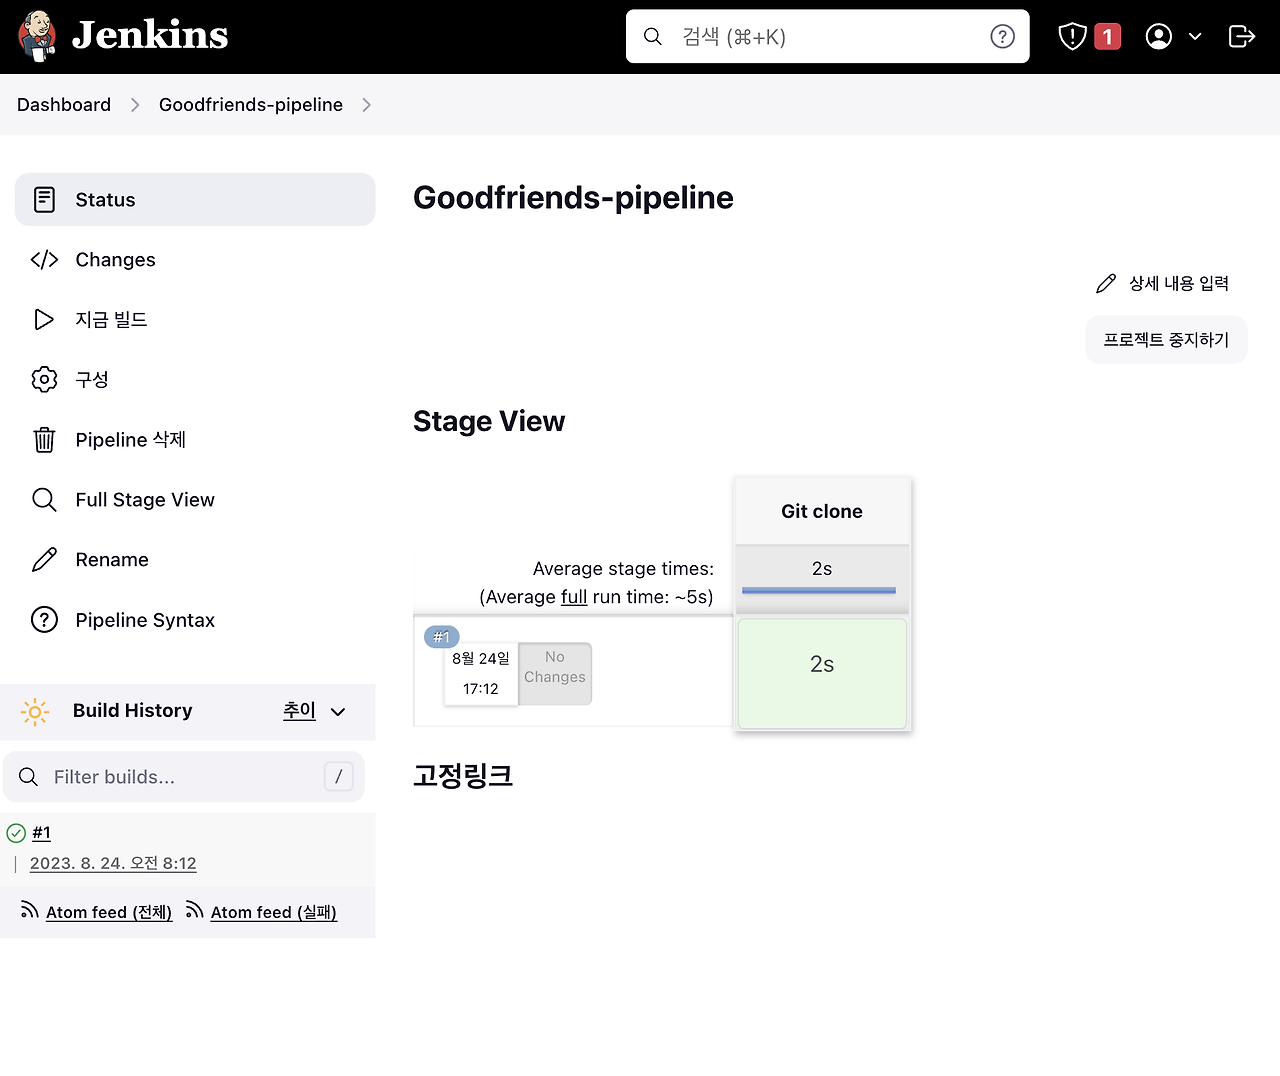 Jenkins
검색 (⌘+K)
1
Dashboard
Goodfriends-pipeline
Status
Changes
지금 빌드
구성
Pipeline 삭제
Full Stage View
Rename
Pipeline Syntax
Build History
추이
Filter builds...
/
#1
2023. 8. 24. 오전 8:12
Atom feed (전체)
Atom feed (실패)
Goodfriends-pipeline
상세 내용 입력
프로젝트 중지하기
Stage View
Git clone
Average stage times:
(Average full run time: ~5s)
2s
#1
8월 24일
17:12
No
Changes
2s
고정링크